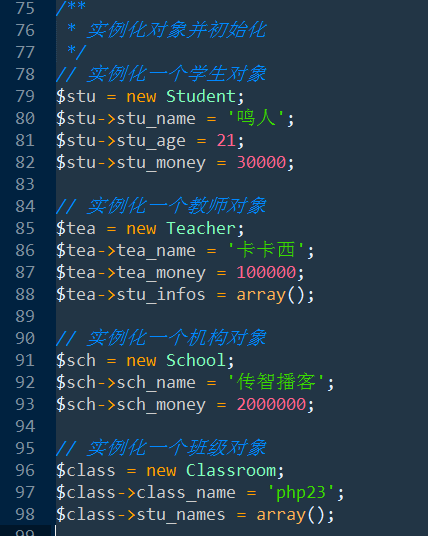 75 /**
76  * 实例化对象并初始化
77  */
78 // 实例化一个学生对象
79 $stu = new Student;
80 $stu->stu_name = '鸣人';
81 $stu->stu_age = 21;
82 $stu->stu_money = 30000;
83
84 // 实例化一个教师对象
85 $tea = new Teacher;
86 $tea->tea_name = '卡卡西';
87 $tea->tea_money = 100000;
88 $tea->stu_infos = array();
89
90 // 实例化一个机构对象
91 $sch = new School;
92 $sch->sch_name = '传智播客';
93 $sch->sch_money = 2000000;
94
95 // 实例化一个班级对象
96 $class = new Classroom;
97 $class->class_name = 'php23';
98 $class->stu_names = array();
99